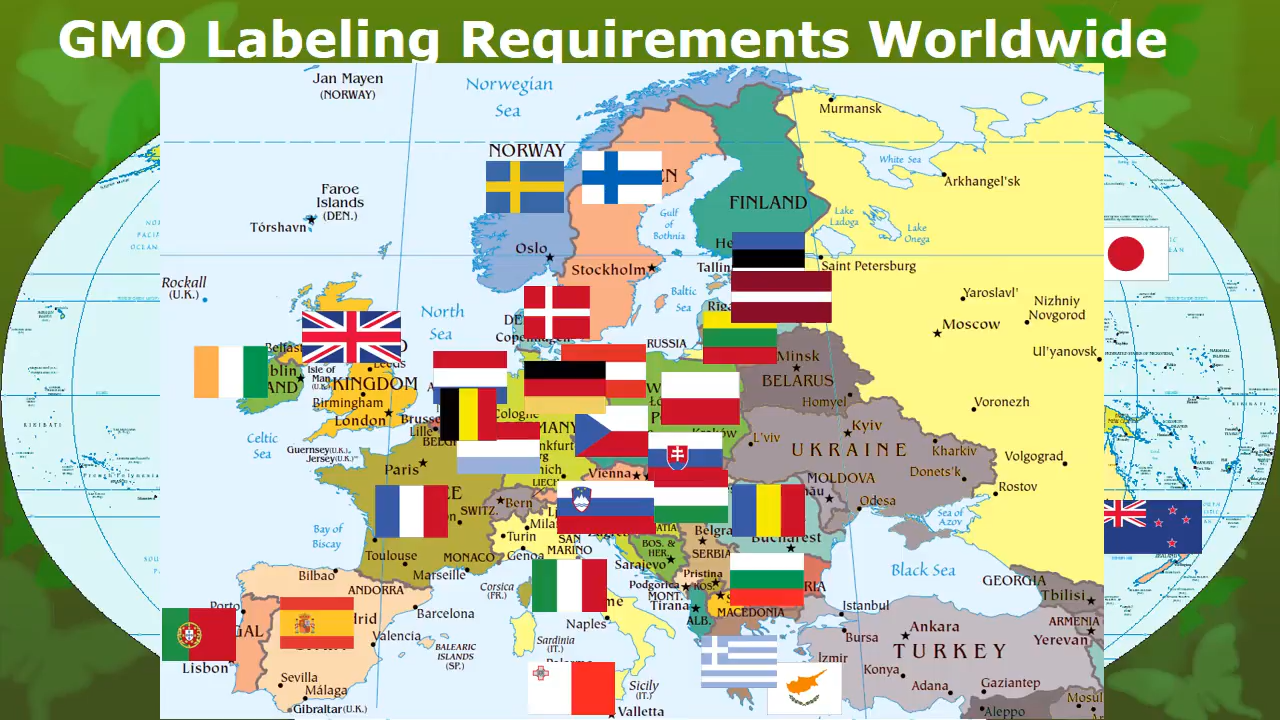 GMO Labeling Requirements Worldwide
Jan Mayen
(NORWAY)
Norwegian
Sea
Murmansk
NORWAY
White Sea
Arkhangel'sk
Faroe
Islands
(DEN.)
Tórshavn
FINLAND
Gulf
of
Bothnia
Lake
Ladoga
Lake
Onega
Oslo
Stockholm
Tallin
Saint Petersburg
Rockall
(U.K.)
Baltic
Sea
Yaroslavl'
Nizhniy
Novgorod
North
Sea
Moscow
RUSSIA
Ul'yanovsk
Minsk
BELARUS
Isle of
Man
Leeds
KINGDOM
Birmingham
London
Homyel
Voronezh
Celtic
Sea
Cologne
Lille
L'viv
Kyiv
UKRAINE
Kharkiv
Donets'k
Volgograd
Guernsey(U.K.)
Jersey(U.K.)
Paris
Vienna
MOLDOVA
Rostov
Odesa
Sea of
Azov
Bern
SWITZ.
Bay of
Biscay
Turin
Genoa
SAN
MARINO
BOS. &
HER.
Sarajevo
SERBIA
Bucharest
Toulouse
MONACO
Marseille
Black Sea
GEORGIA
Tbilisi
Bilbao
ANDORRA
Corsica
(FR.)
Podgorica
MONT.
Pristina
KOS.
Tirana
ALB.
MACEDONIA
Istanbul
ARMENIA
Yerevan
Porto
Barcelona
Naples
Bursa
Ankara
TURKEY
Valencia
BALEARIC
ISLANDS
(SP.)
Sardinia
(IT.)
Izmir
Konya
Lisbon
Sevilla
Málaga
Gibraltar(U.K.)
Sicily
(IT.)
Valletta
Adana
Gaziantep
Mosul
Aleppo